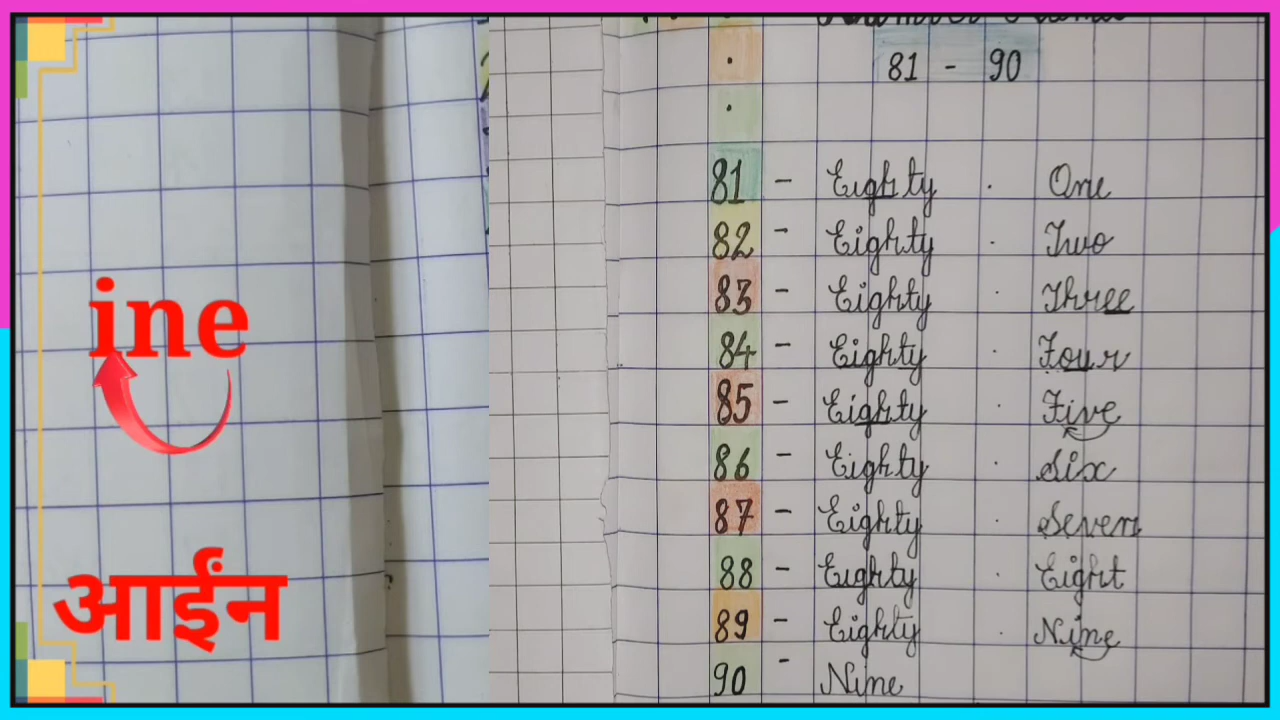 ine
आईंन
81 - 90
81 - Eighty . One
82 - Eighty . Two
83 - Eighty . Three
84 - Eighty . Four
85 - Eighty . Five
86 - Eighty . Six
87 - Eighty . Seven
88 - Eighty . Eight
89 - Eighty . Nine
90 - Nine